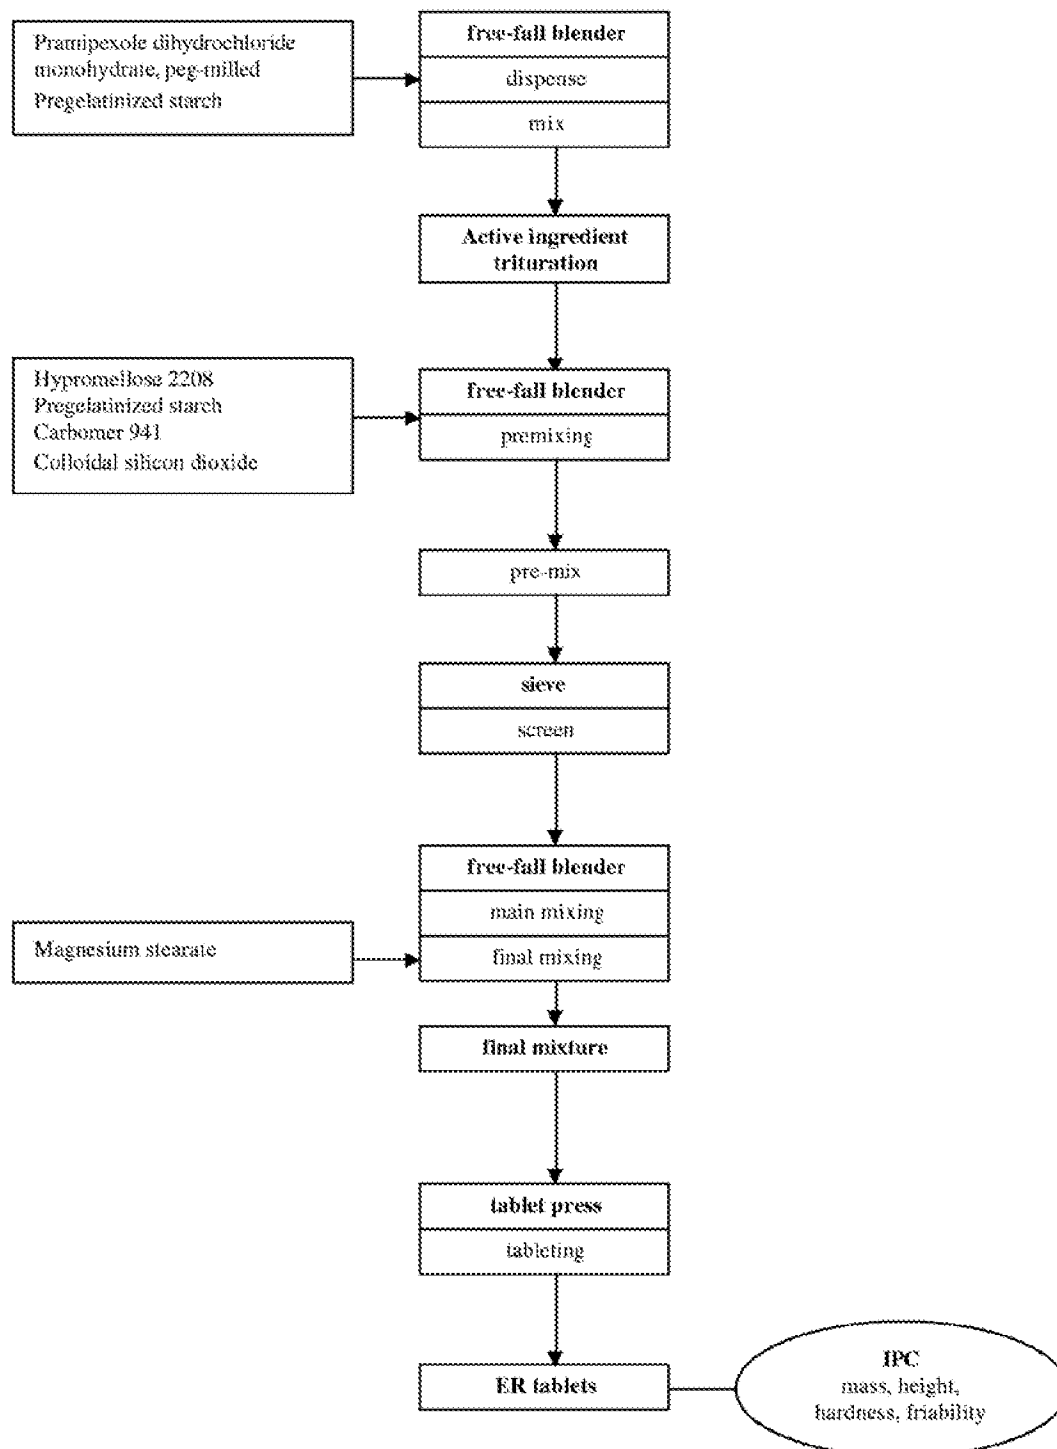 Pramipexole dihydrochloride
monohydrate, peg-milled
Pregelatinized starch
free-fall blender
dispense
mix
Active ingredient
trituration
Hypromellose 2208
Pregelatinized starch
Carbomer 941
Colloidal silicon dioxide
free-fall blender
premixing
pre-mix
sieve
screen
free-fall blender
main mixing
Magnesium stearate
final mixing
final mixture
tablet press
tableting
ER tablets
IPC
mass, height,
hardness, friability